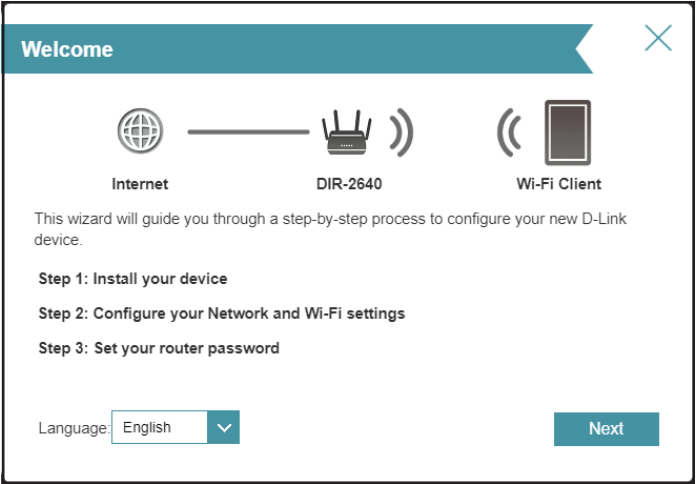 Welcome
Internet
DIR-2640
Wi-Fi Client
This wizard will guide you through a step-by-step process to configure your new D-Link
device.
Step 1: Install your device
Step 2: Configure your Network and Wi-Fi settings
Step 3: Set your router password
Language: English
Next